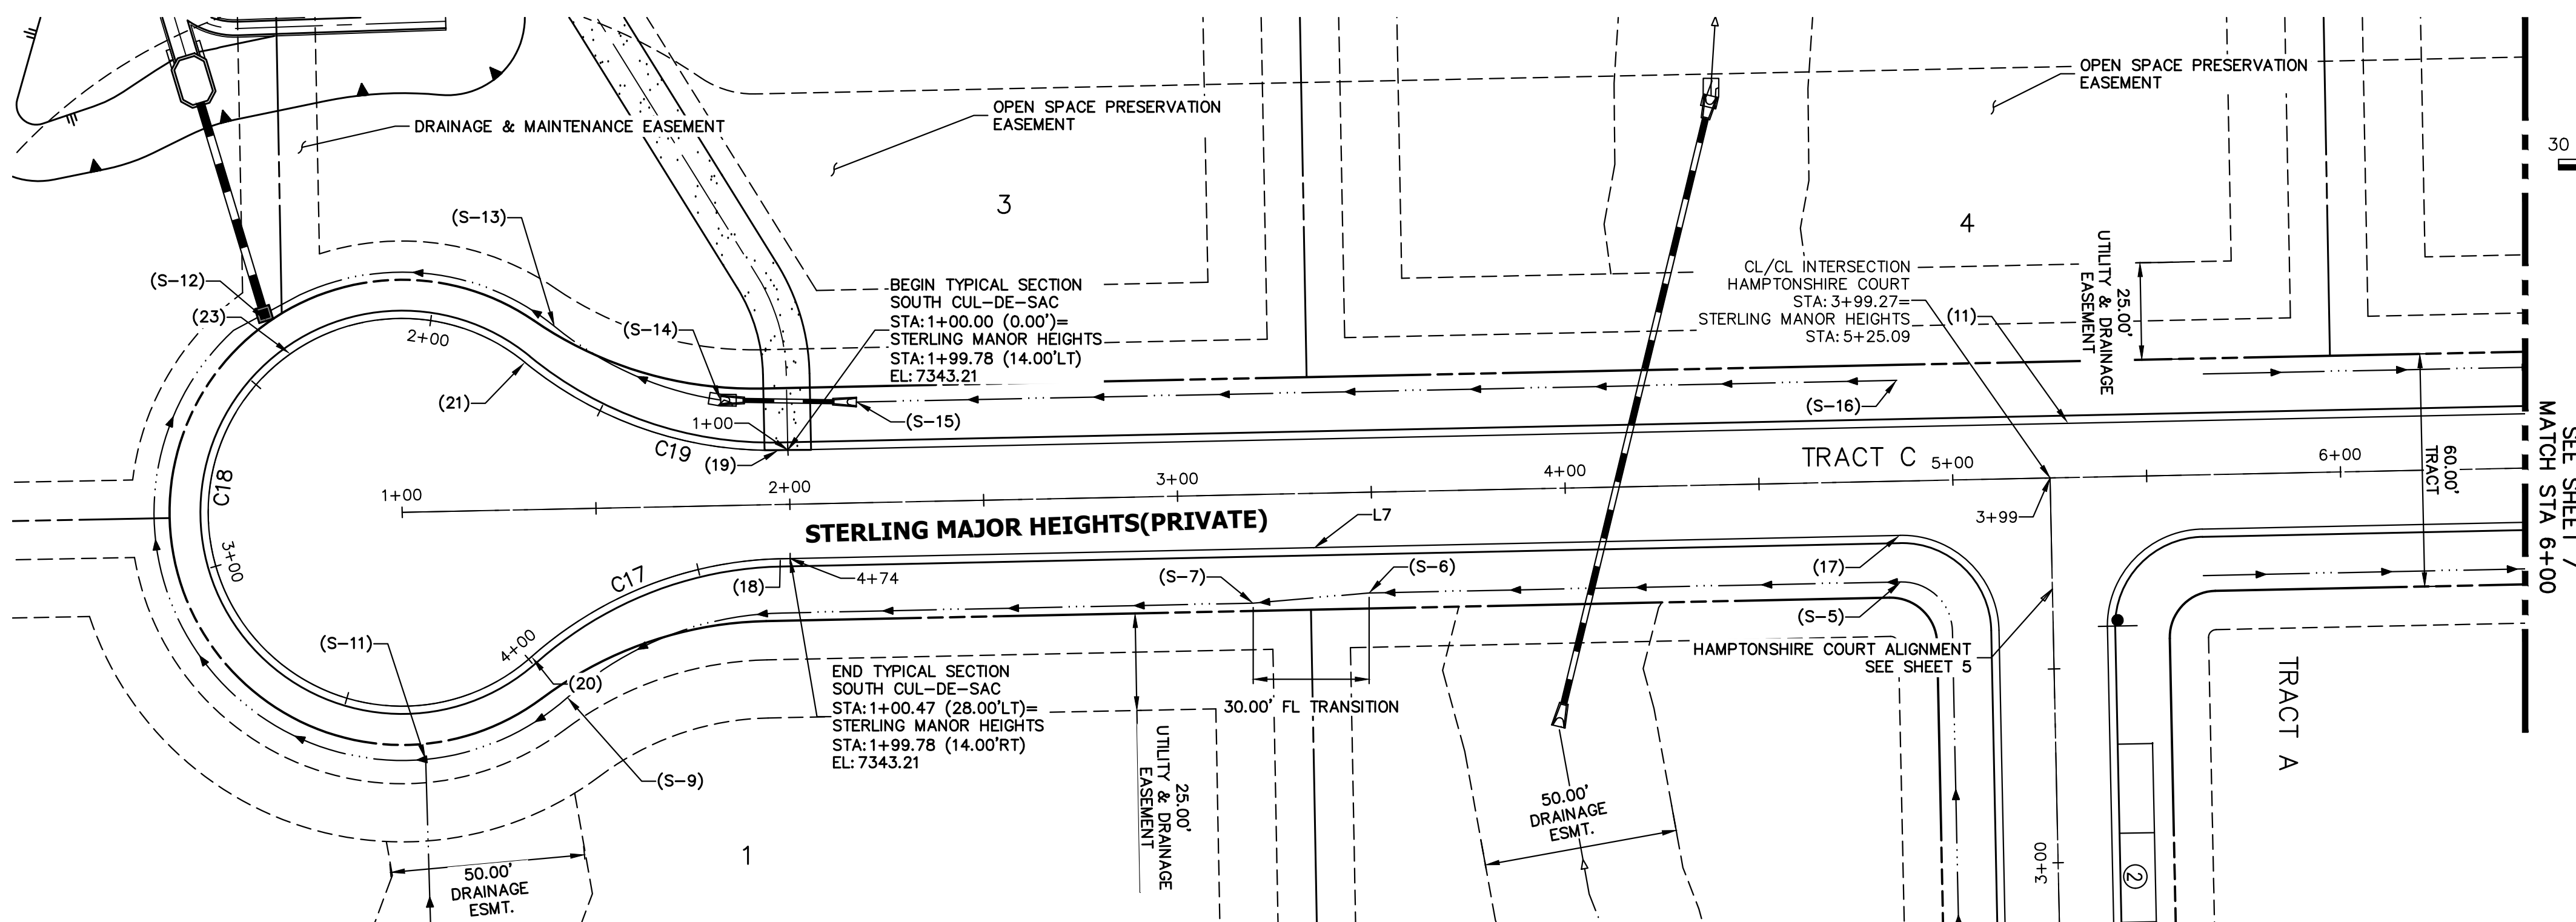 OPEN SPACE PRESERVATION
EASEMENT
OPEN SPACE PRESERVATION
EASEMENT
DRAINAGE & MAINTENANCE EASEMENT
30
3
4
(S-13)
(S-12)
(23)
2+00
(21)
(S-14)
BEGIN TYPICAL SECTION
SOUTH CUL-DE-SAC
STA:1+00.00 (0.00')=
STERLING MANOR HEIGHTS
STA:1+99.78 (14.00'LT)
EL:7343.21
CL/CL INTERSECTION
HAMPTONSHIRE COURT
STA:3+99.27=
STERLING MANOR HEIGHTS
STA:5+25.09
(11)
UTILITY & DRAINAGE
EASEMENT
25.00'
1+00
(S-15)
(S-16)
C19
(19)
C18
3+00
1+00
2+00
3+00
4+00
TRACT C
5+00
6+00
60.00'
TRACT
SEE SHEET 7
MATCH STA 6+00
STERLING MAJOR HEIGHTS(PRIVATE)
L7
3+99
C17
(18)
4+74
(S-7)
(S-6)
(17)
(S-5)
4+00
(20)
(S-11)
(S-9)
END TYPICAL SECTION
SOUTH CUL-DE-SAC
STA:1+00.47 (28.00'LT)=
STERLING MANOR HEIGHTS
STA:1+99.78 (14.00'RT)
EL:7343.21
30.00' FL TRANSITION
HAMPTONSHIRE COURT ALIGNMENT
SEE SHEET 5
TRACT A
25.00'
UTILITY & DRAINAGE
EASEMENT
50.00'
DRAINAGE
ESMT.
50.00'
DRAINAGE
ESMT.
1
3+00
2